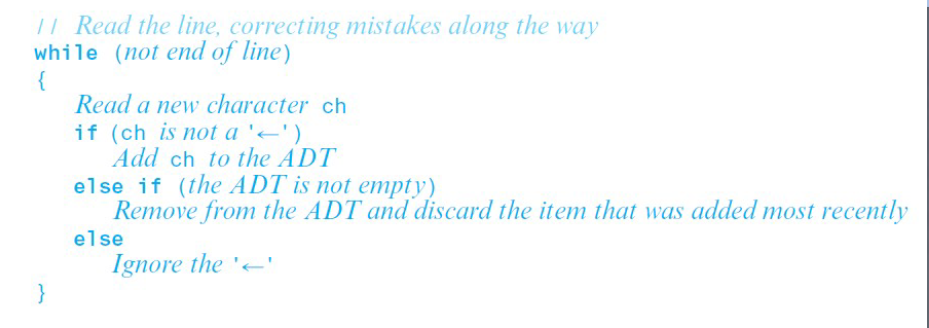 // Read the line, correcting mistakes along the way
while (not end of line)
{
Read a new character ch
if (ch is not a '←')
Add ch to the ADT
else if (the ADT is not empty)
Remove from the ADT and discard the item that was added most recently
else
Ignore the '←'
}